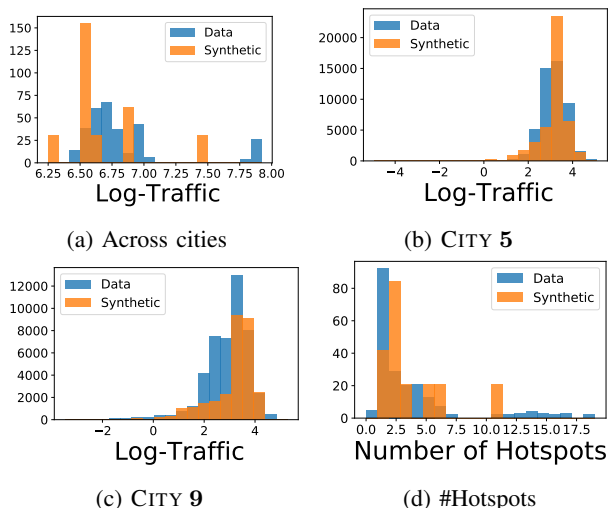 150
125
100
75
50
25
0
Data
Synthetic
6.25 6.50 6.75 7.00 7.25 7.50 7.75 8.00
Log-Traffic
(a) Across cities
20000
15000
10000
5000
0
Data
Synthetic
−4 −2 0 2 4
Log-Traffic
(b) CITY 5
12000
10000
8000
6000
4000
2000
0
Data
Synthetic
−2 0 2 4
Log-Traffic
(c) CITY 9
80
60
40
20
0
Data
Synthetic
0.0 2.5 5.0 7.5 10.0 12.5 15.0 17.5
Number of Hotspots
(d) #Hotspots